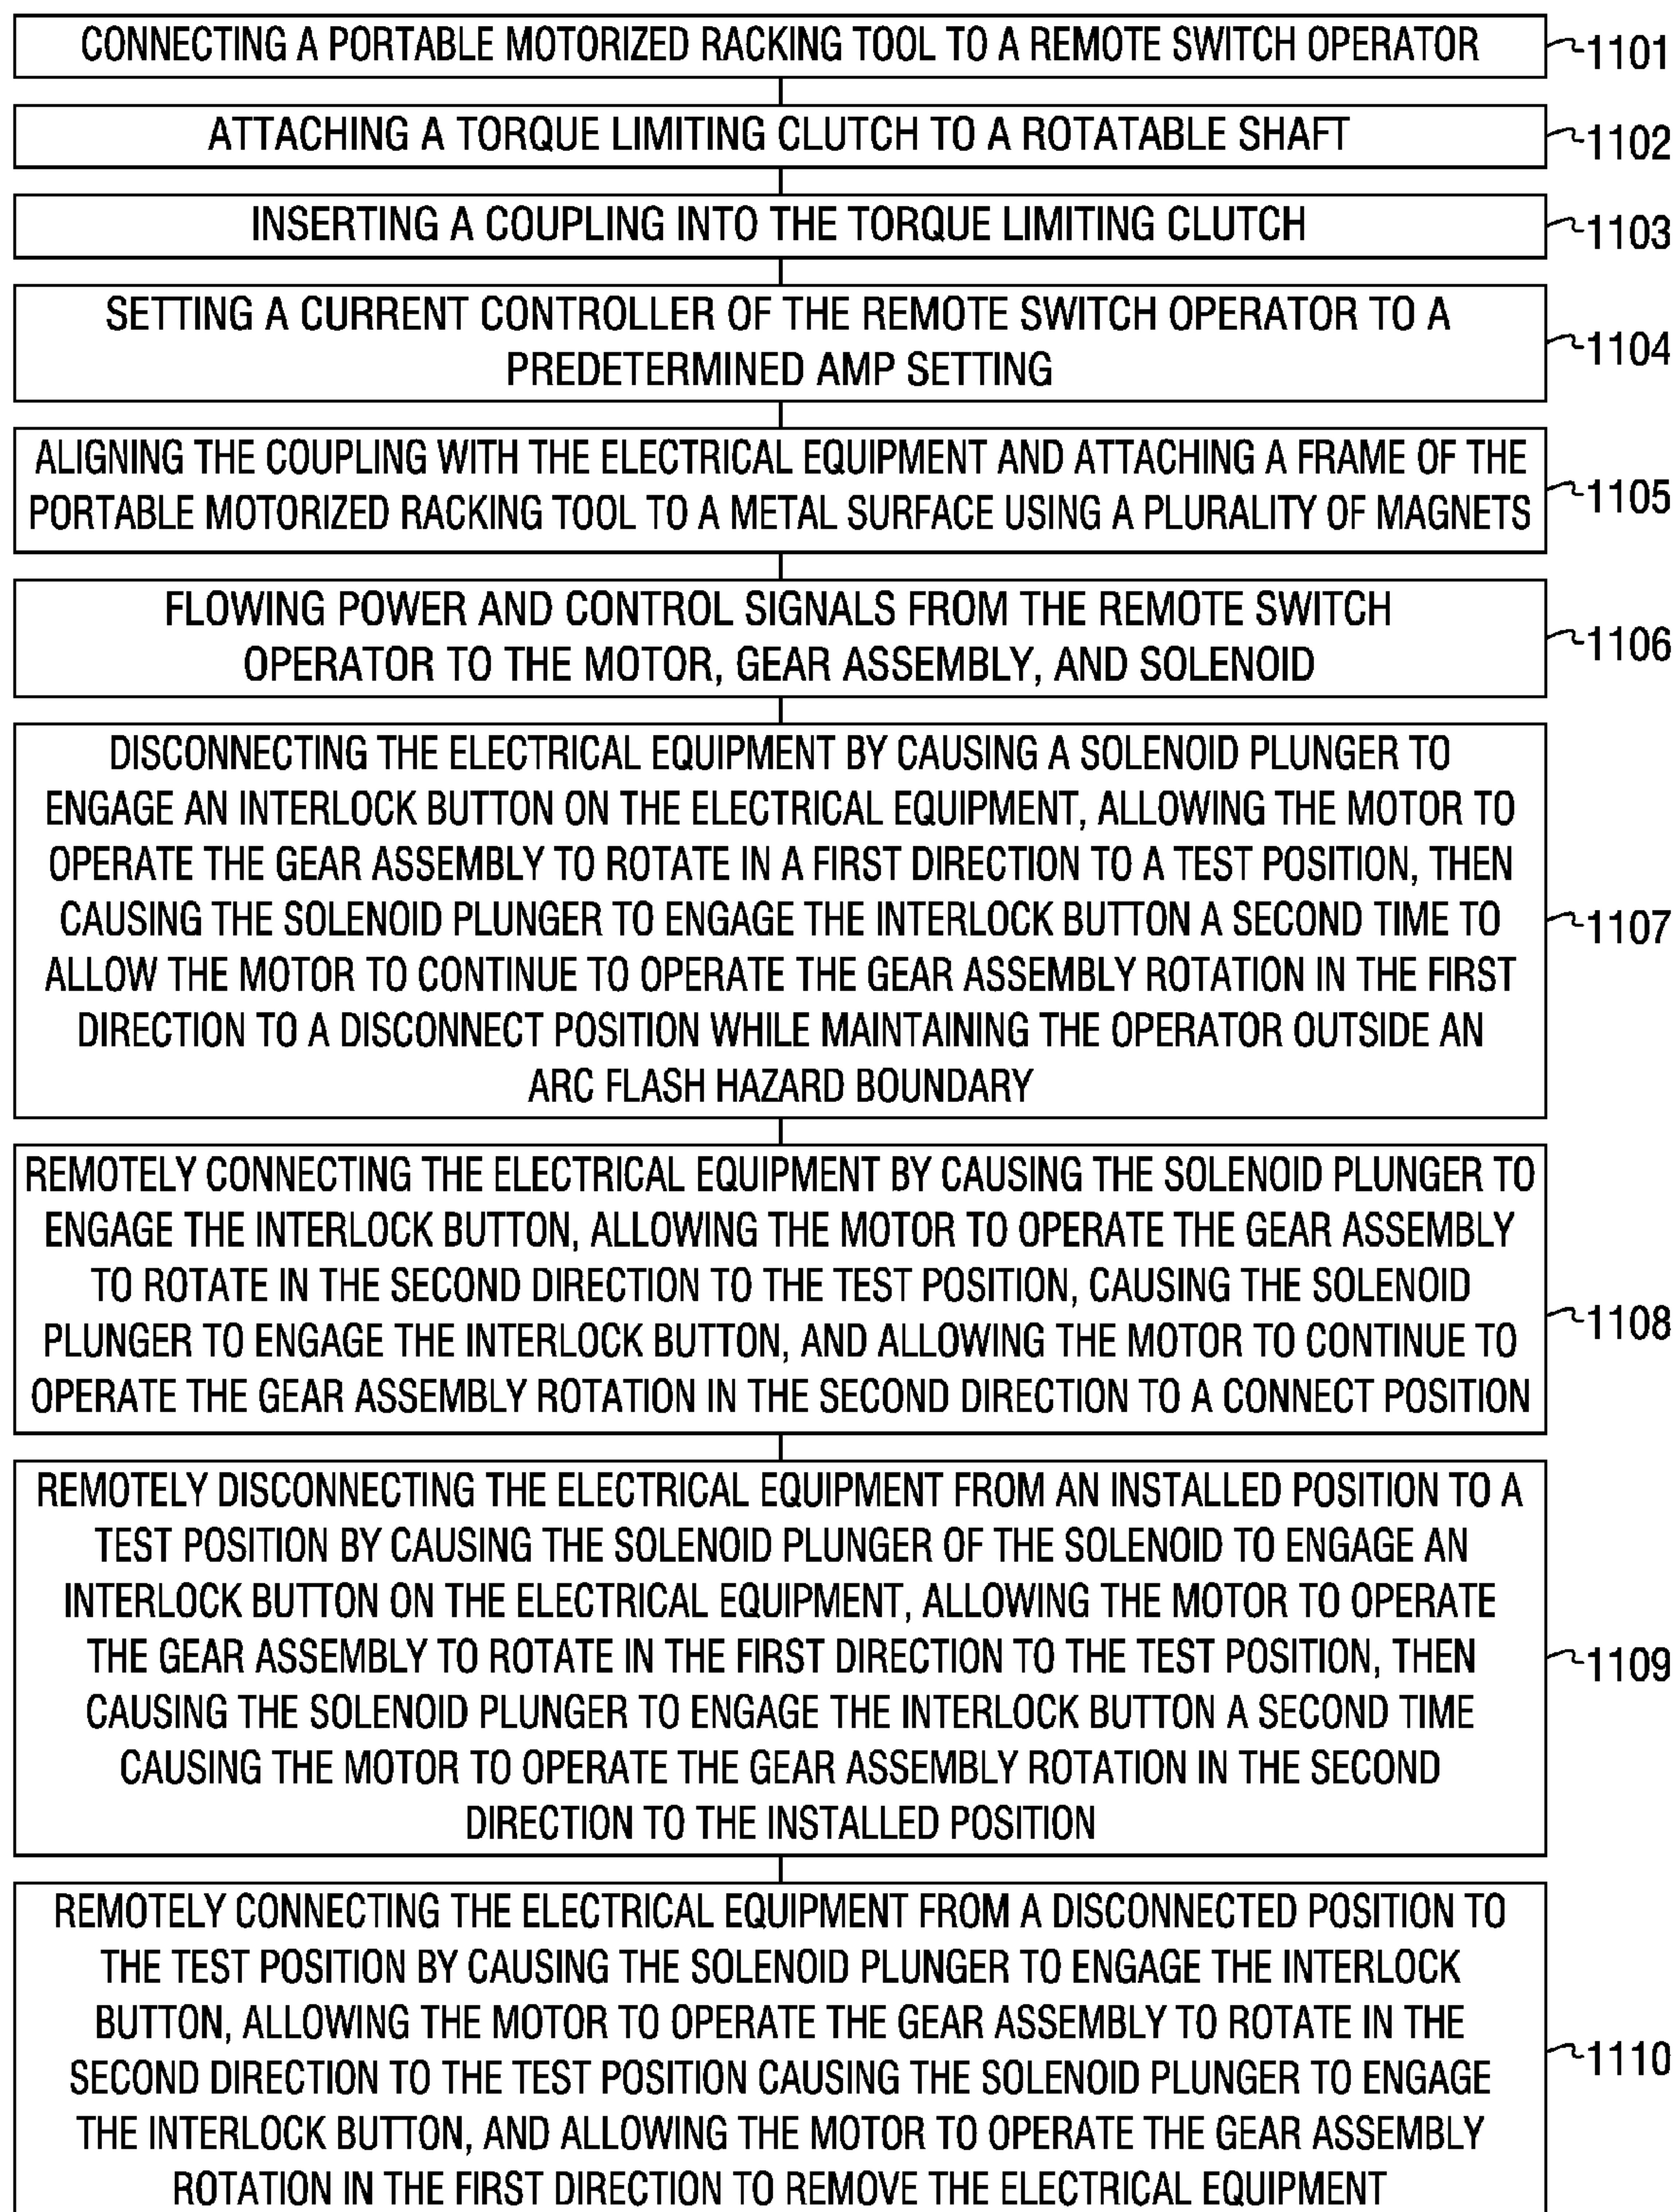 CONNECTING A PORTABLE MOTORIZED RACKING TOOL TO A REMOTE SWITCH OPERATOR
1101
ATTACHING A TORQUE LIMITING CLUTCH TO A ROTATABLE SHAFT
1102
INSERTING A COUPLING INTO THE TORQUE LIMITING CLUTCH
1103
SETTING A CURRENT CONTROLLER OF THE REMOTE SWITCH OPERATOR TO A
PREDETERMINED AMP SETTING
1104
ALIGNING THE COUPLING WITH THE ELECTRICAL EQUIPMENT AND ATTACHING A FRAME OF THE
PORTABLE MOTORIZED RACKING TOOL TO A METAL SURFACE USING A PLURALITY OF MAGNETS
1105
FLOWING POWER AND CONTROL SIGNALS FROM THE REMOTE SWITCH
OPERATOR TO THE MOTOR, GEAR ASSEMBLY, AND SOLENOID
1106
DISCONNECTING THE ELECTRICAL EQUIPMENT BY CAUSING A SOLENOID PLUNGER TO
ENGAGE AN INTERLOCK BUTTON ON THE ELECTRICAL EQUIPMENT, ALLOWING THE MOTOR TO
OPERATE THE GEAR ASSEMBLY TO ROTATE IN A FIRST DIRECTION TO A TEST POSITION, THEN
CAUSING THE SOLENOID PLUNGER TO ENGAGE THE INTERLOCK BUTTON A SECOND TIME TO
ALLOW THE MOTOR TO CONTINUE TO OPERATE THE GEAR ASSEMBLY ROTATION IN THE FIRST
DIRECTION TO A DISCONNECT POSITION WHILE MAINTAINING THE OPERATOR OUTSIDE AN
ARC FLASH HAZARD BOUNDARY
1107
REMOTELY CONNECTING THE ELECTRICAL EQUIPMENT BY CAUSING THE SOLENOID PLUNGER TO
ENGAGE THE INTERLOCK BUTTON, ALLOWING THE MOTOR TO OPERATE THE GEAR ASSEMBLY
TO ROTATE IN THE SECOND DIRECTION TO THE TEST POSITION, CAUSING THE SOLENOID
PLUNGER TO ENGAGE THE INTERLOCK BUTTON, AND ALLOWING THE MOTOR TO CONTINUE TO
OPERATE THE GEAR ASSEMBLY ROTATION IN THE SECOND DIRECTION TO A CONNECT POSITION
1108
REMOTELY DISCONNECTING THE ELECTRICAL EQUIPMENT FROM AN INSTALLED POSITION TO A
TEST POSITION BY CAUSING THE SOLENOID PLUNGER OF THE SOLENOID TO ENGAGE AN
INTERLOCK BUTTON ON THE ELECTRICAL EQUIPMENT, ALLOWING THE MOTOR TO OPERATE
THE GEAR ASSEMBLY TO ROTATE IN THE FIRST DIRECTION TO THE TEST POSITION, THEN
CAUSING THE SOLENOID PLUNGER TO ENGAGE THE INTERLOCK BUTTON A SECOND TIME
CAUSING THE MOTOR TO OPERATE THE GEAR ASSEMBLY ROTATION IN THE SECOND
DIRECTION TO THE INSTALLED POSITION
1109
REMOTELY CONNECTING THE ELECTRICAL EQUIPMENT FROM A DISCONNECTED POSITION TO
THE TEST POSITION BY CAUSING THE SOLENOID PLUNGER TO ENGAGE THE INTERLOCK
BUTTON, ALLOWING THE MOTOR TO OPERATE THE GEAR ASSEMBLY TO ROTATE IN THE
SECOND DIRECTION TO THE TEST POSITION CAUSING THE SOLENOID PLUNGER TO ENGAGE
THE INTERLOCK BUTTON, AND ALLOWING THE MOTOR TO OPERATE THE GEAR ASSEMBLY
ROTATION IN THE FIRST DIRECTION TO REMOVE THE ELECTRICAL EQUIPMENT
1110